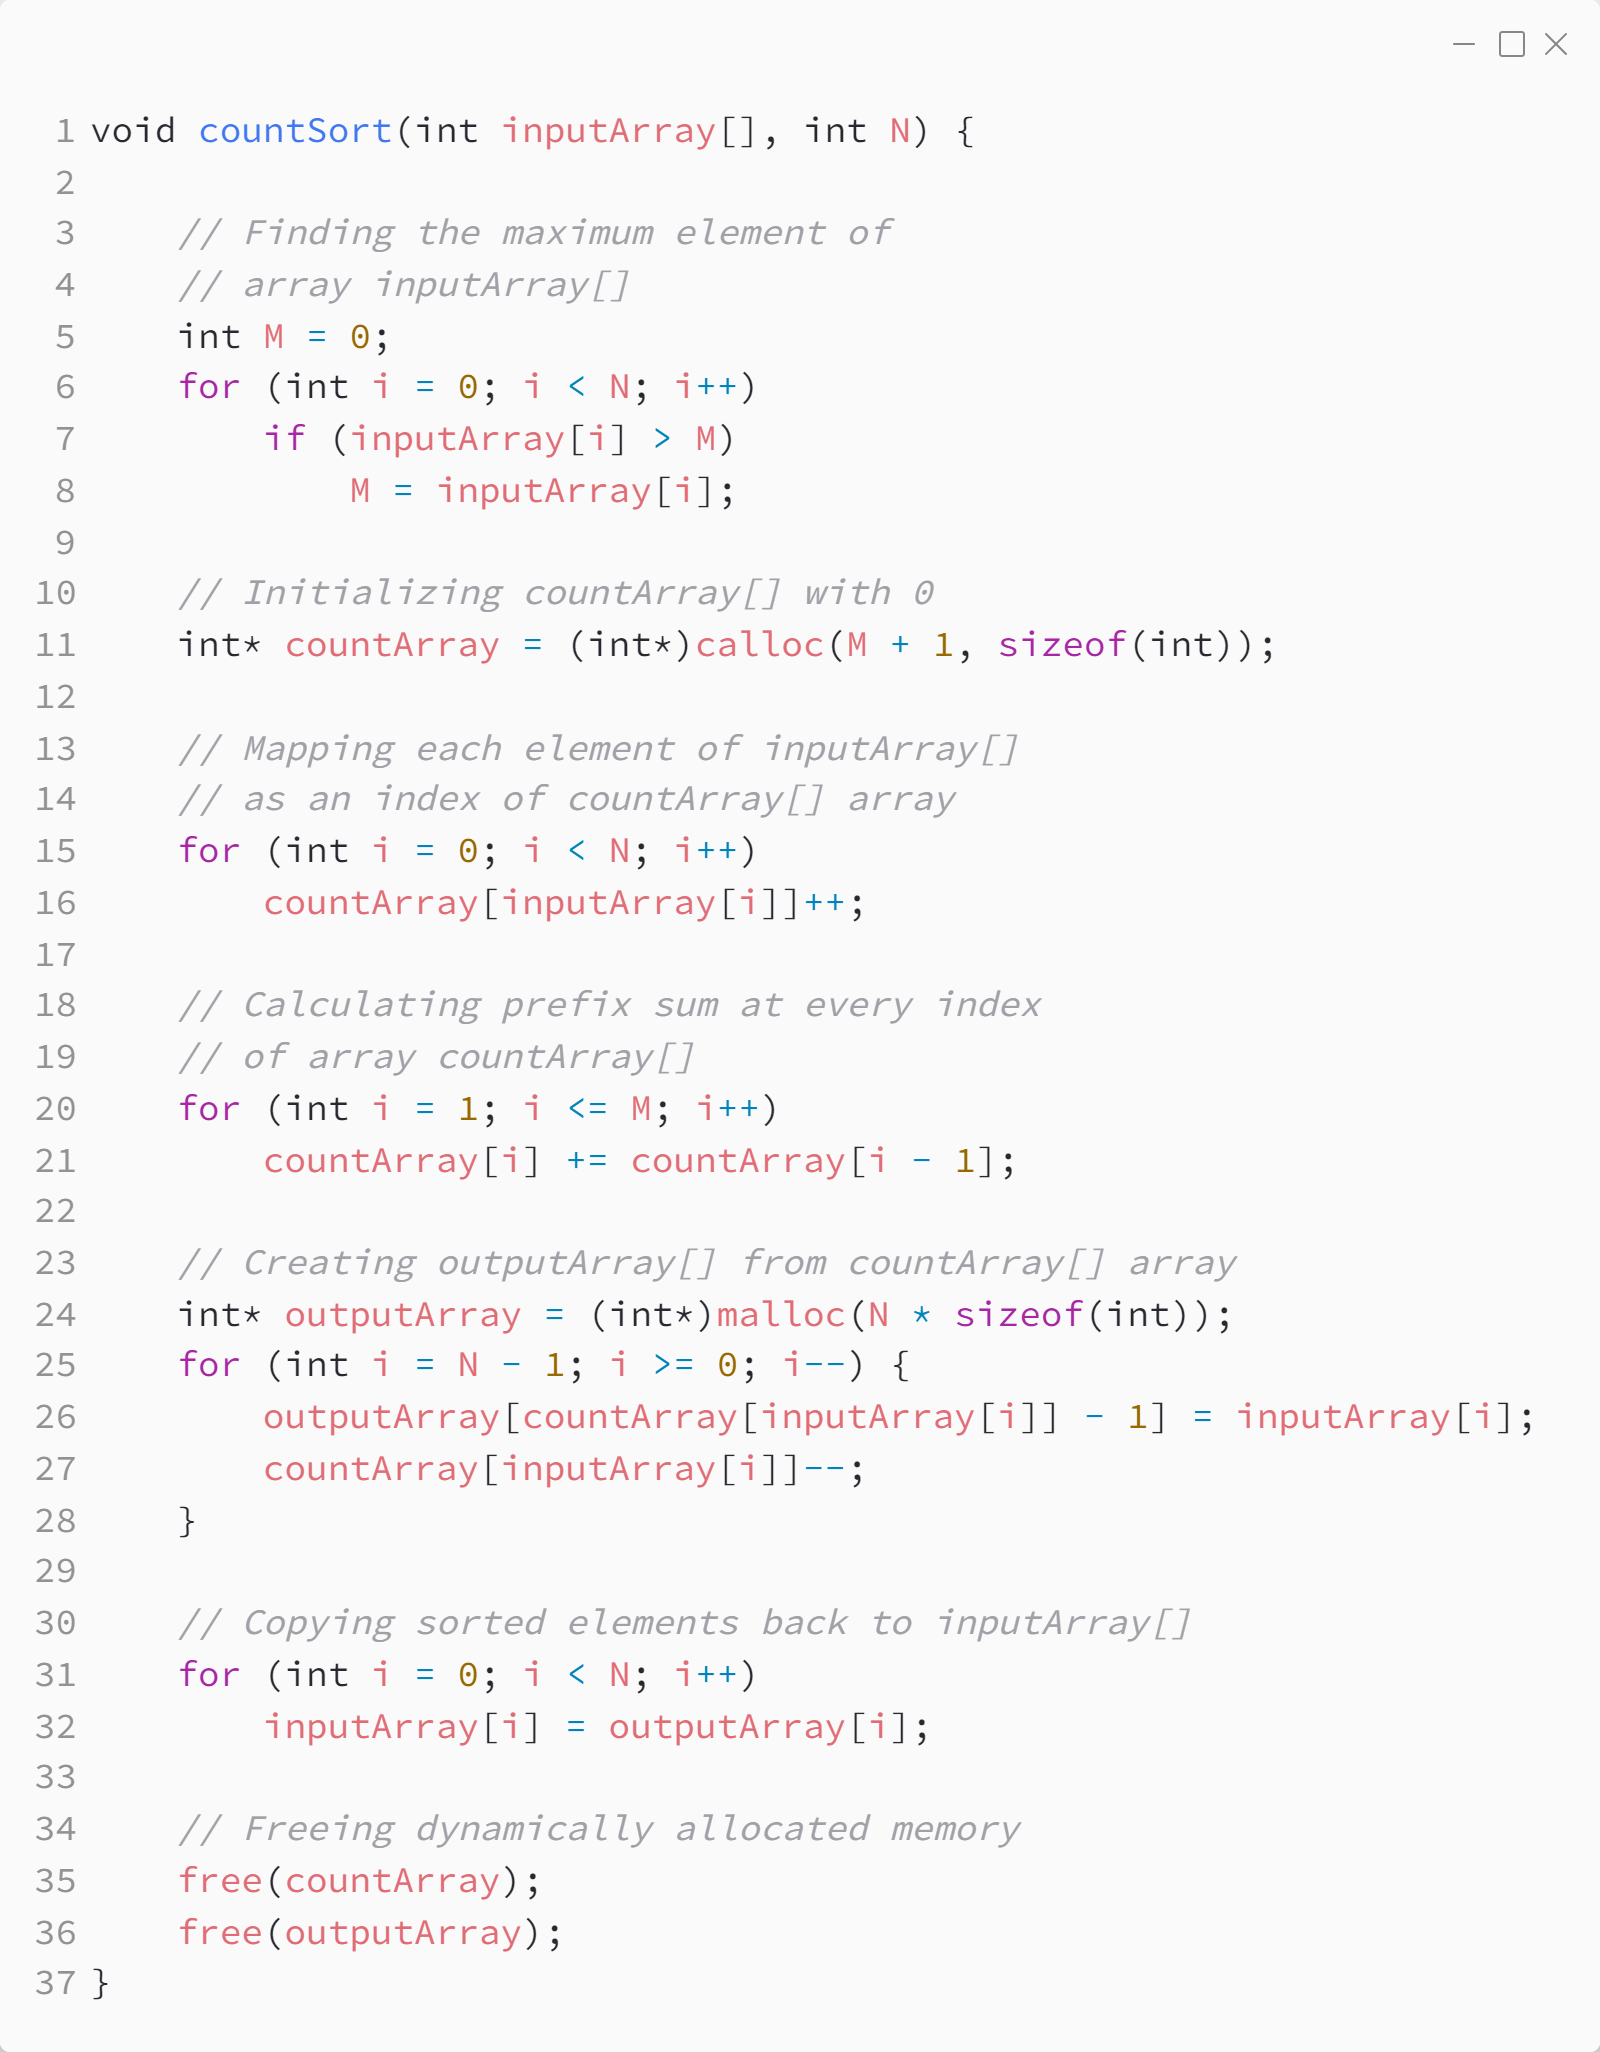 1 void countSort(int inputArray[], int N) {
2
3     // Finding the maximum element of
4     // array inputArray[]
5     int M = 0;
6     for (int i = 0; i < N; i++)
7         if (inputArray[i] > M)
8             M = inputArray[i];
9
10     // Initializing countArray[] with 0
11     int* countArray = (int*)calloc(M + 1, sizeof(int));
12
13     // Mapping each element of inputArray[]
14     // as an index of countArray[] array
15     for (int i = 0; i < N; i++)
16         countArray[inputArray[i]]++;
17
18     // Calculating prefix sum at every index
19     // of array countArray[]
20     for (int i = 1; i <= M; i++)
21         countArray[i] += countArray[i - 1];
22
23     // Creating outputArray[] from countArray[] array
24     int* outputArray = (int*)malloc(N * sizeof(int));
25     for (int i = N - 1; i >= 0; i--) {
26         outputArray[countArray[inputArray[i]] - 1] = inputArray[i];
27         countArray[inputArray[i]]--;
28     }
29
30     // Copying sorted elements back to inputArray[]
31     for (int i = 0; i < N; i++)
32         inputArray[i] = outputArray[i];
33
34     // Freeing dynamically allocated memory
35     free(countArray);
36     free(outputArray);
37 }